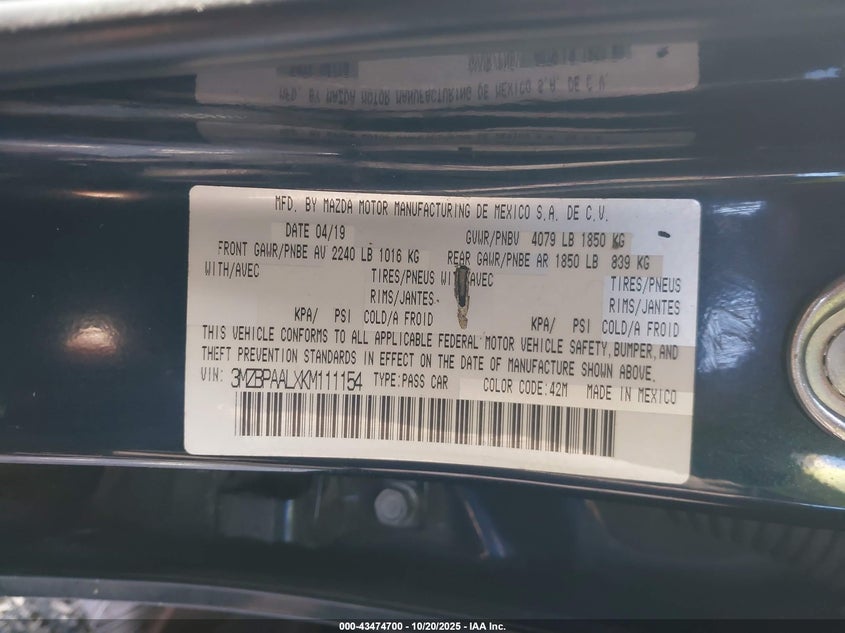 MFD. BY MAZDA MOTOR MANUFACTURING DE MEXICO S.A. DE C.V.
DATE 04/19 GVWR/PNBV 4079 LB 1850 KG
FRONT GAWR/PNBE AV 2240 LB 1016 KG REAR GAWR/PNBE AR 1850 LB 839 KG
WITH/AVEC TIRES/PNEUS WITH/AVEC TIRES/PNEUS
RIMS/JANTES RIMS/JANTES
KPA/ PSI COLD/A FROID KPA/ PSI COLD/A FROID
THIS VEHICLE CONFORMS TO ALL APPLICABLE FEDERAL MOTOR VEHICLE SAFETY, BUMPER, AND
THEFT PREVENTION STANDARDS IN EFFECT ON THE DATE OF MANUFACTURE SHOWN ABOVE.
VIN: 3MZBPAALXKM111154 TYPE:PASS CAR COLOR CODE:42M MADE IN MEXICO
000-43474700 - 10/20/2025 - IAA Inc.